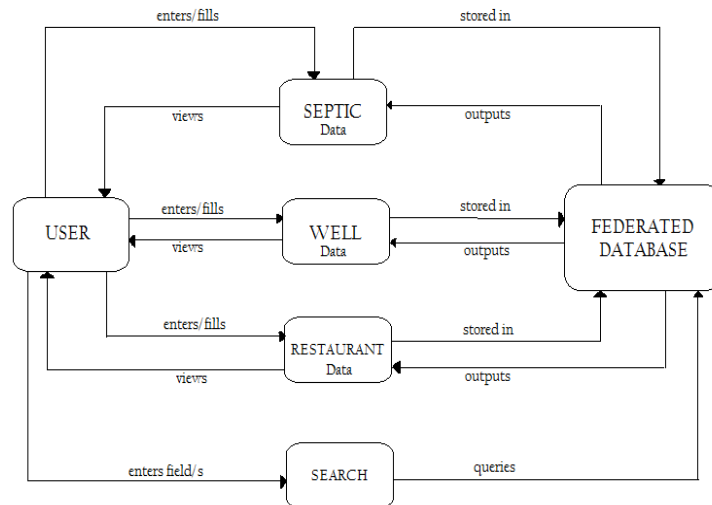 enters/fills
stored in
SEPTIC
Data
views
outputs
USER
enters/fills
views
WELL
Data
stored in
outputs
FEDERATED
DATABASE
enters/fills
views
RESTAURANT
Data
stored in
outputs
enters field/s
SEARCH
queries